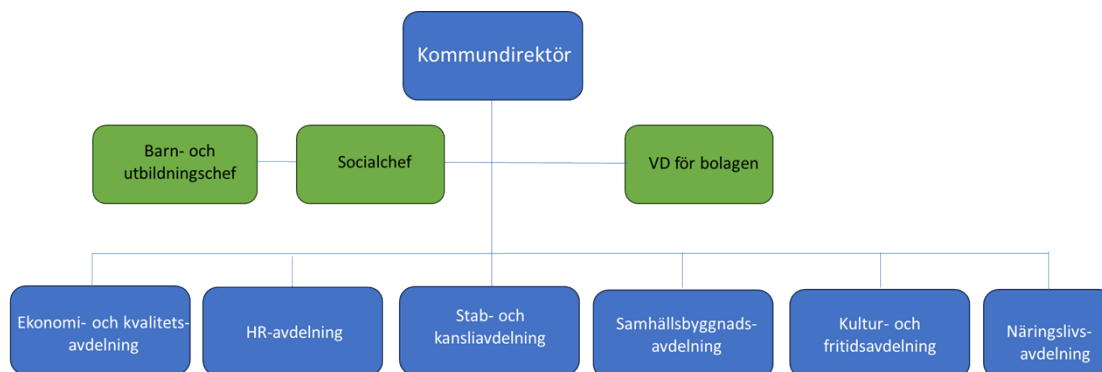 Kommundirektör
Barn- och
utbildningschef
Socialchef
VD för bolagen
Ekonomi- och kvalitets-
avdelning
HR-avdelning
Stab- och
kansliavdelning
Samhällsbyggnads-
avdelning
Kultur- och
fritidsavdelning
Näringslivs-
avdelning